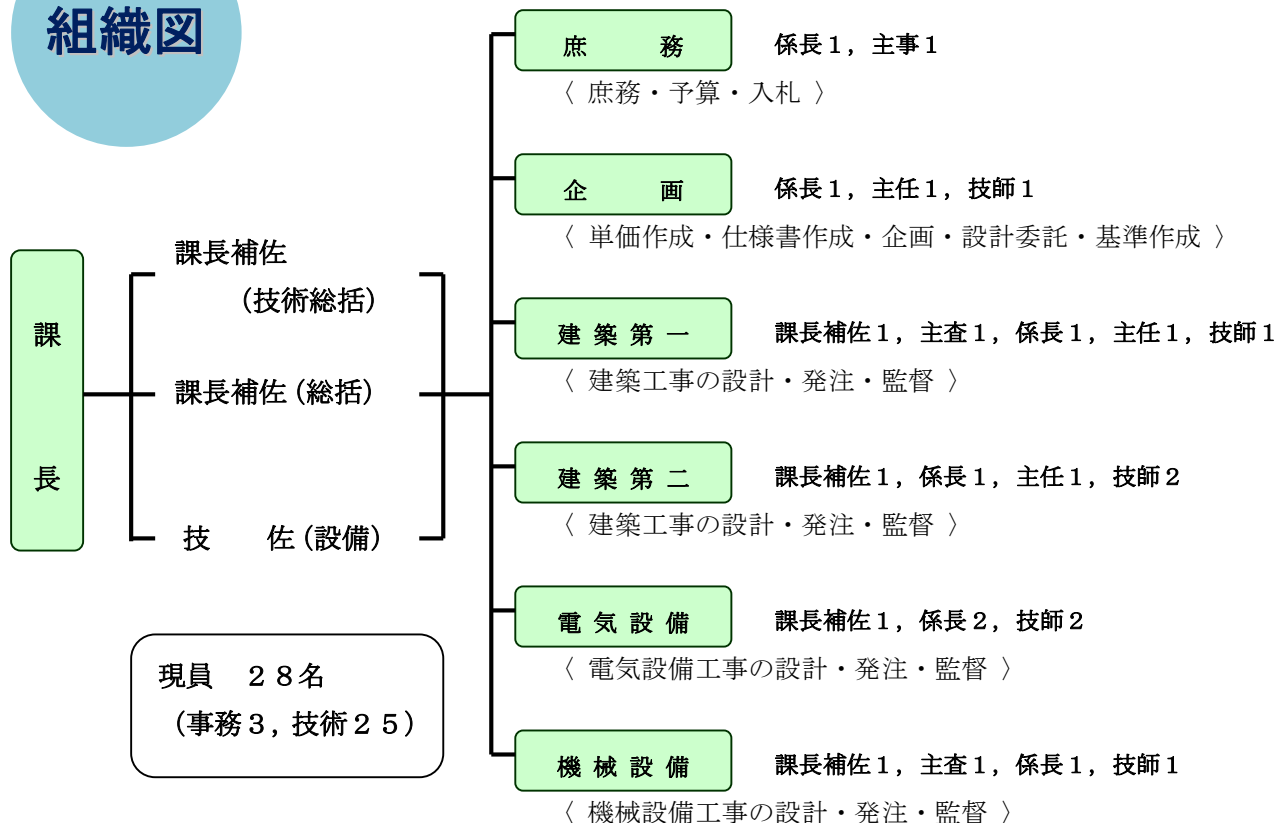 組織図
課長
課長補佐
(技術総括)
課長補佐(総括)
技　佐(設備)
現員　２８名
(事務３,技術２５)
庶　務　係長１,主事１
〈 庶務・予算・入札 〉
企　画　係長１,主任１,技師１
〈 単価作成・仕様書作成・企画・設計委託・基準作成 〉
建築第一　課長補佐１,主査１,係長１,主任１,技師１
〈 建築工事の設計・発注・監督 〉
建築第二　課長補佐１,係長１,主任１,技師２
〈 建築工事の設計・発注・監督 〉
電気設備　課長補佐１,係長２,技師２
〈 電気設備工事の設計・発注・監督 〉
機械設備　課長補佐１,主査１,係長１,技師１
〈 機械設備工事の設計・発注・監督 〉